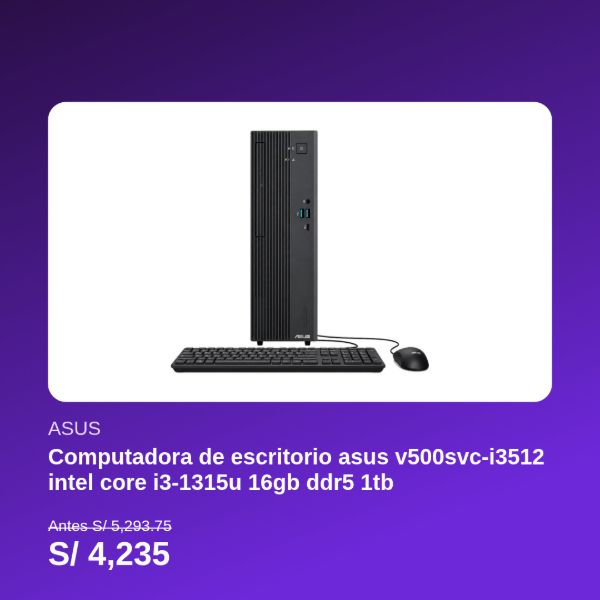 ASUS
ASUS
Computadora de escritorio asus v500svc-i3512
intel core i3-1315u 16gb ddr5 1tb
Antes S/ 5,293.75
S/ 4,235